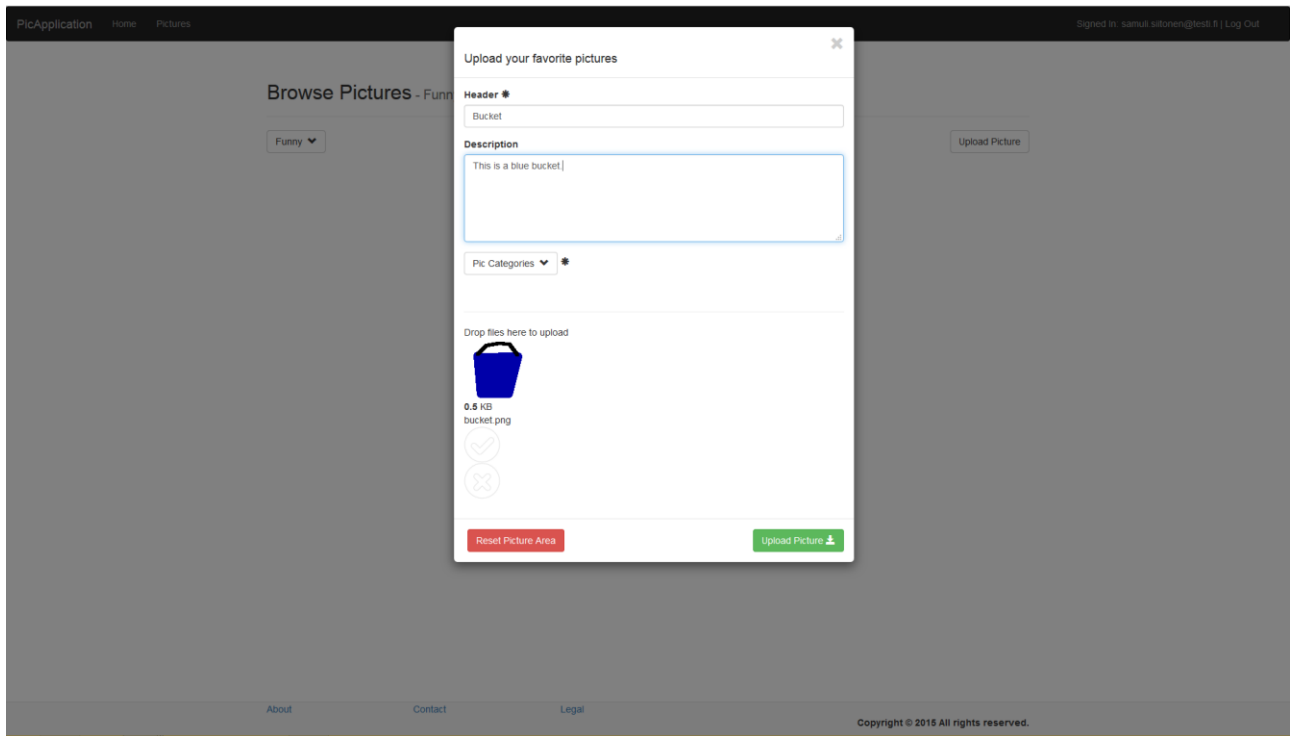 PicApplication Home Pictures Signed In: samuli.siitonen@testi.fi | Log Out
Upload your favorite pictures
Browse Pictures - Funn
Header *
Bucket
Funny
Upload Picture
Description
This is a blue bucket.
Pic Categories *
Drop files here to upload
0.5 KB
bucket.png
Reset Picture Area Upload Picture
About Contact Legal
Copyright © 2015 All rights reserved.